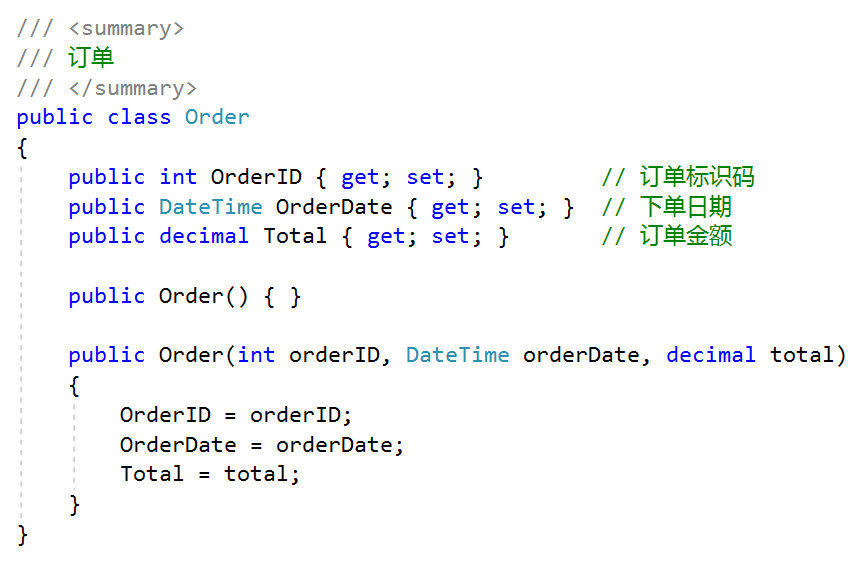 /// <summary>
/// 订单
/// </summary>
public class Order
{
    public int OrderID { get; set; }         // 订单标识码
    public DateTime OrderDate { get; set; }  // 下单日期
    public decimal Total { get; set; }       // 订单金额

    public Order() { }

    public Order(int orderID, DateTime orderDate, decimal total)
    {
        OrderID = orderID;
        OrderDate = orderDate;
        Total = total;
    }
}